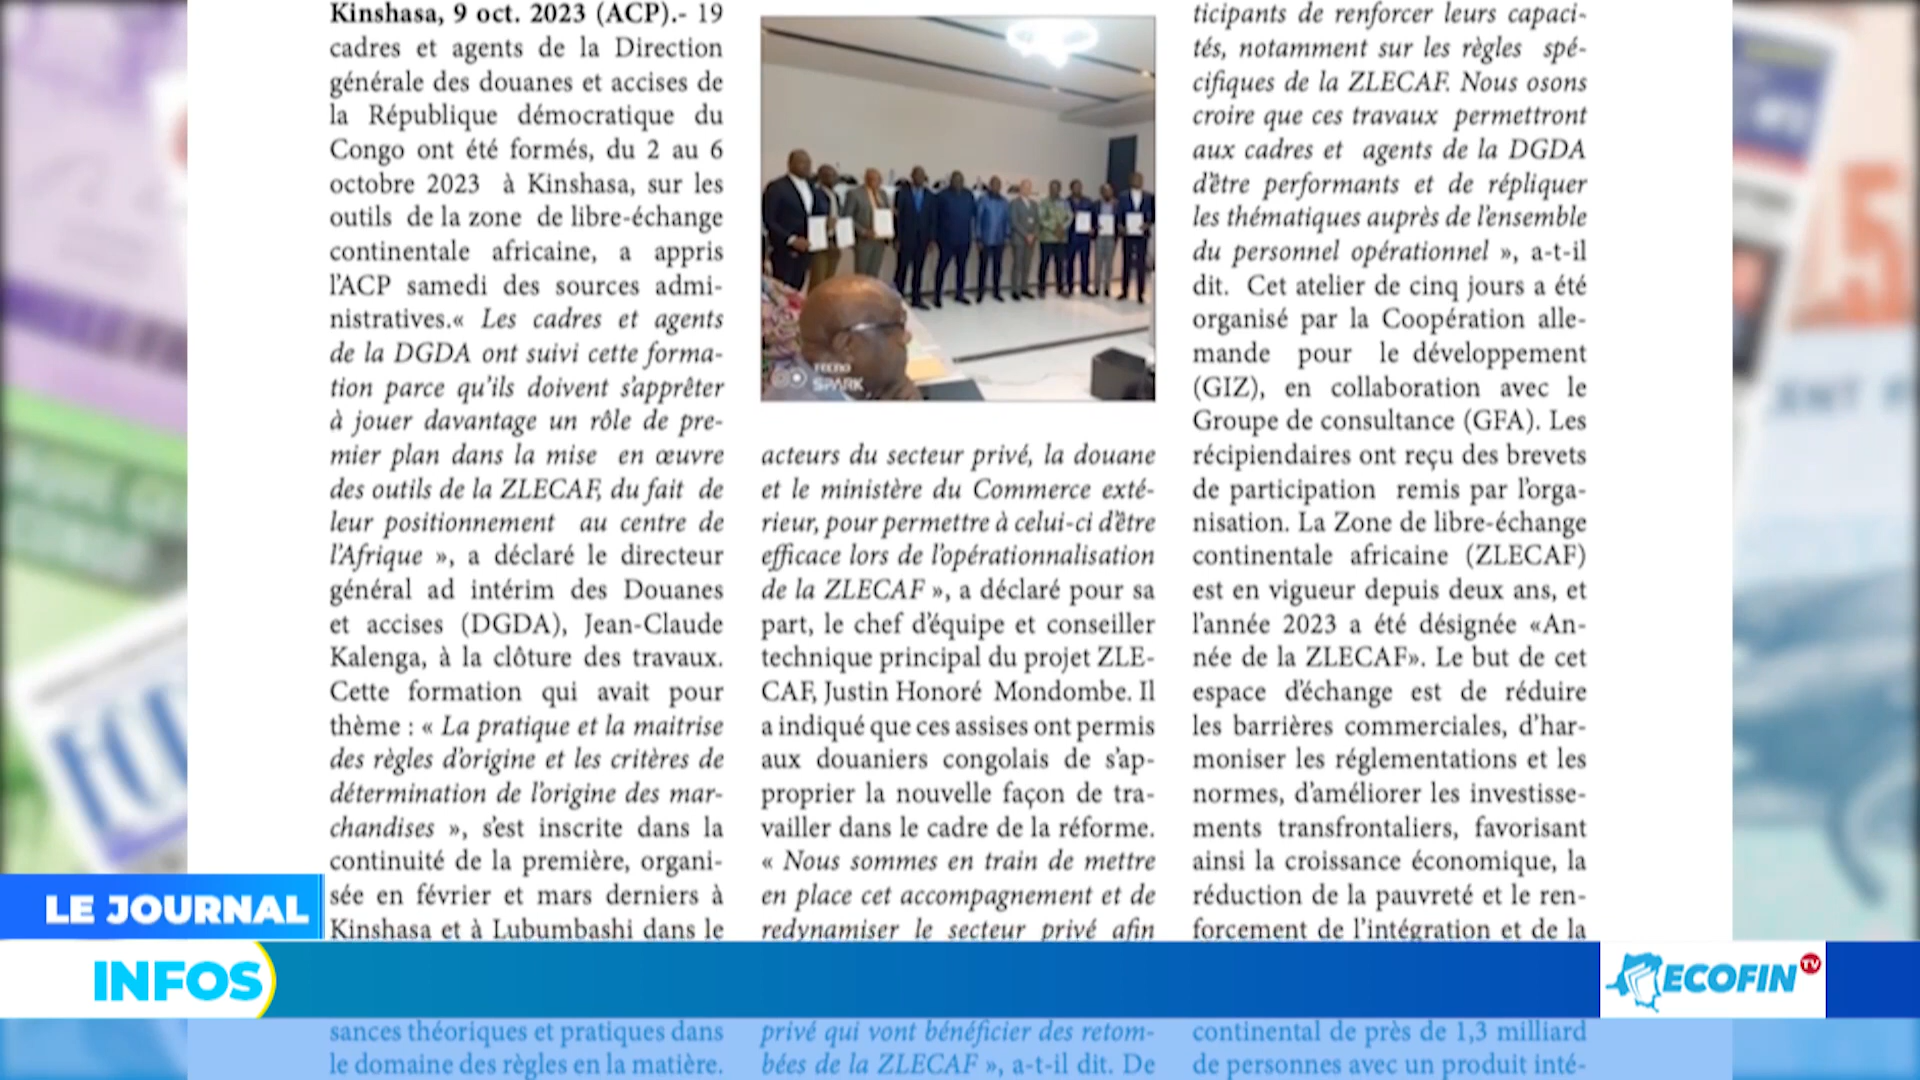 Kinshasa, 9 oct. 2023 (ACP).- 19
cadres et agents de la Direction
générale des douanes et accises de
la République démocratique du
Congo ont été formés, du 2 au 6
octobre 2023 à Kinshasa, sur les
outils de la zone de libre-échange
continentale africaine, a appris
l'ACP samedi des sources admi-
nistratives.« Les cadres et agents
de la DGDA ont suivi cette forma-
tion parce qu'ils doivent s'apprêter
à jouer davantage un rôle de pre-
mier plan dans la mise en œuvre
des outils de la ZLECAF, du fait de
leur positionnement au centre de
l'Afrique », a déclaré le directeur
général ad intérim des Douanes
et accises (DGDA), Jean-Claude
Kalenga, à la clôture des travaux.
Cette formation qui avait pour
thème : « La pratique et la maitrise
des règles d'origine et les critères de
détermination de l'origine des mar-
chandises », s'est inscrite dans la
continuité de la première, organi-
sée en février et mars derniers à
Kinshasa et à Lubumbashi dans le
sances théoriques et pratiques dans
le domaine des règles en la matière.
TECNO
SPARK
acteurs du secteur privé, la douane
et le ministère du Commerce exté-
rieur, pour permettre à celui-ci d'être
efficace lors de l'opérationnalisation
de la ZLECAF », a déclaré pour sa
part, le chef d'équipe et conseiller
technique principal du projet ZLE-
CAF, Justin Honoré Mondombe. Il
a indiqué que ces assises ont permis
aux douaniers congolais de s'ap-
proprier la nouvelle façon de tra-
vailler dans le cadre de la réforme.
« Nous sommes en train de mettre
en place cet accompagnement et de
redynamiser le secteur privé afin
privé qui vont bénéficier des retom-
bées de la ZLECAF », a-t-il dit. De
ticipants de renforcer leurs capaci-
tés, notamment sur les règles spé-
cifiques de la ZLECAF. Nous osons
croire que ces travaux permettront
aux cadres et agents de la DGDA
d'être performants et de répliquer
les thématiques auprès de l'ensemble
du personnel opérationnel », a-t-il
dit. Cet atelier de cinq jours a été
organisé par la Coopération alle-
mande pour le développement
(GIZ), en collaboration avec le
Groupe de consultance (GFA). Les
récipiendaires ont reçu des brevets
de participation remis par l'orga-
nisation. La Zone de libre-échange
continentale africaine (ZLECAF)
est en vigueur depuis deux ans, et
l'année 2023 a été désignée «An-
née de la ZLECAF». Le but de cet
espace d'échange est de réduire
les barrières commerciales, d'har-
moniser les réglementations et les
normes, d'améliorer les investisse-
ments transfrontaliers, favorisant
ainsi la croissance économique, la
réduction de la pauvreté et le ren-
forcement de l'intégration et de la
continental de près de 1,3 milliard
de personnes avec un produit inté-
LE JOURNAL
INFOS
ECOFIN TV